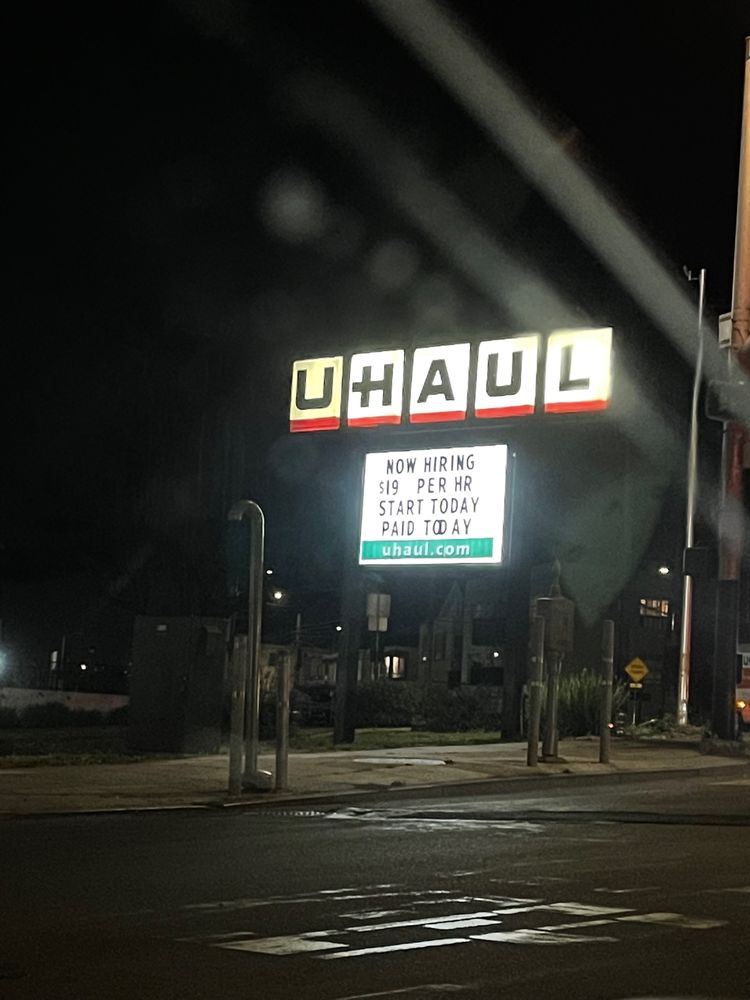 UHAUL
NOW HIRING
$19 PER HR
START TODAY
PAID TODAY
uhaul.com